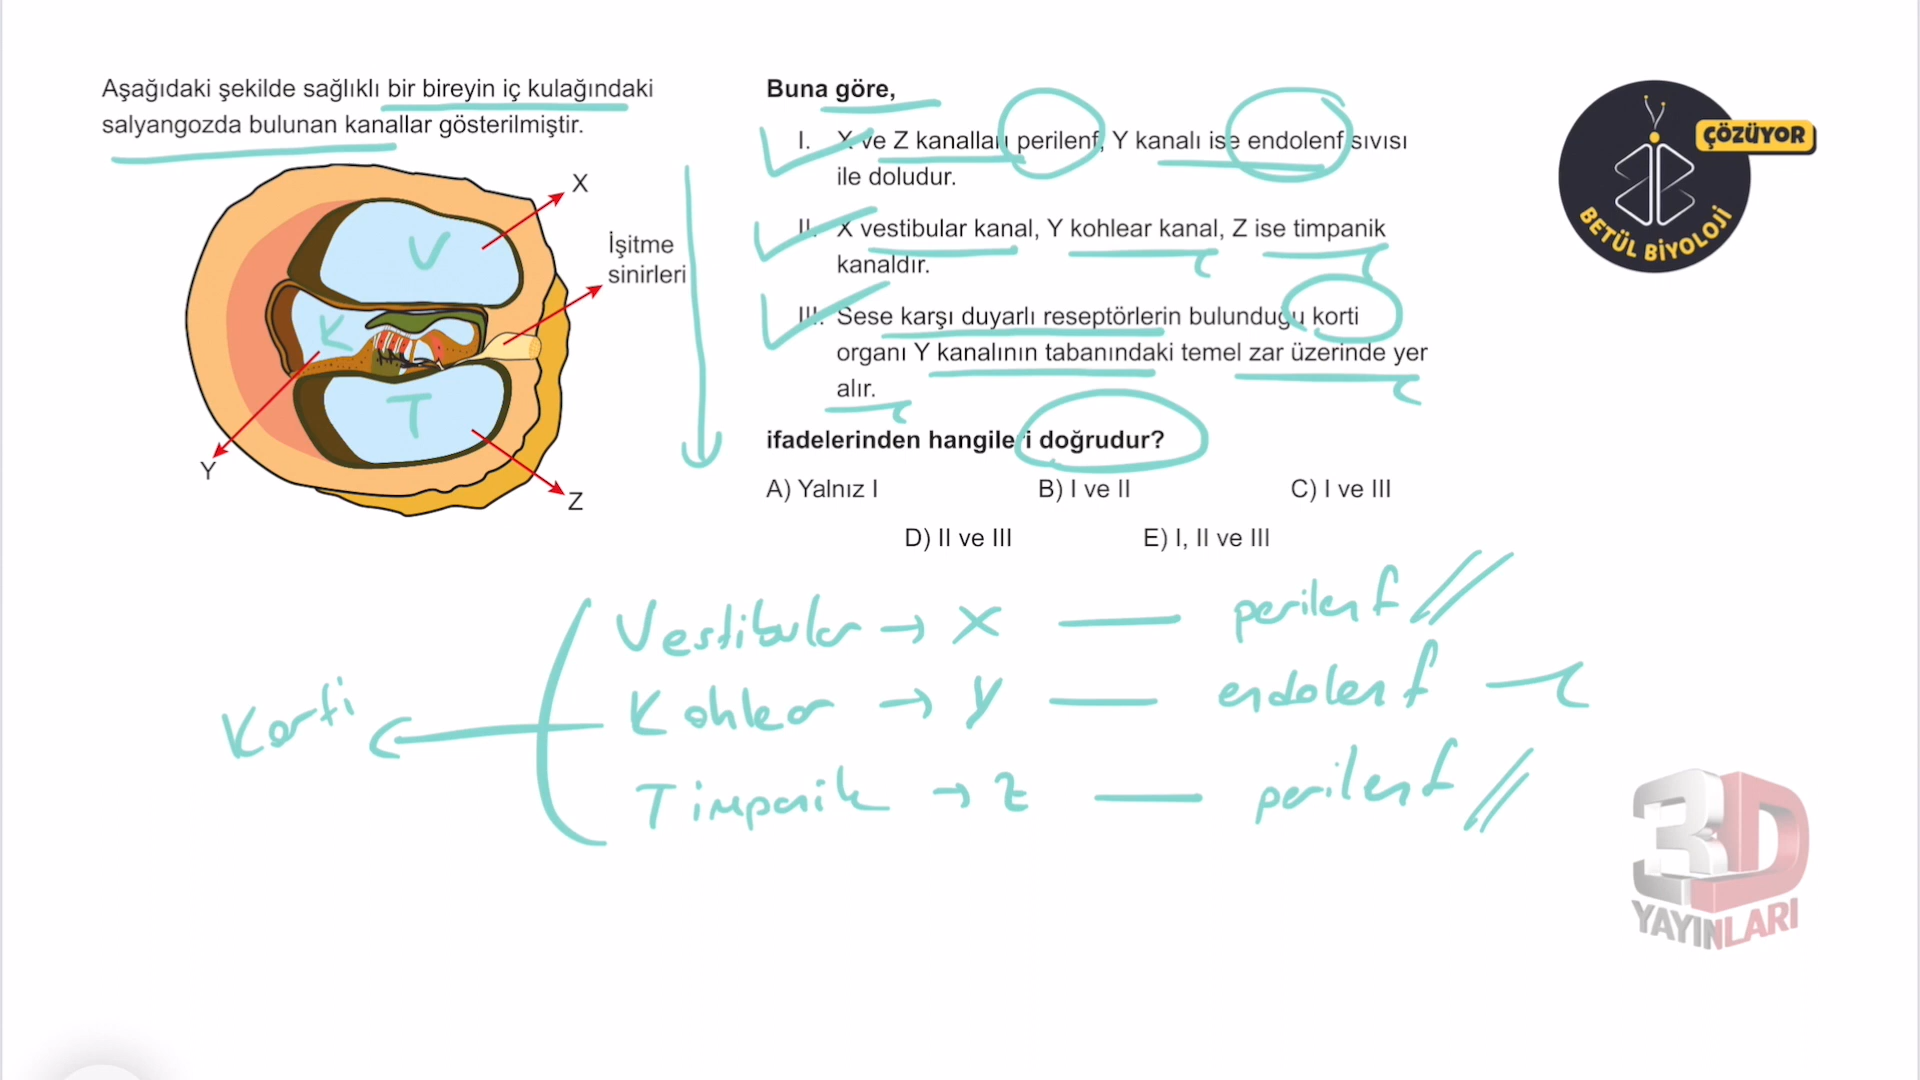 Aşağıdaki şekilde sağlıklı bir bireyin iç kulağındaki
salyangozda bulunan kanallar gösterilmiştir.
X
İşitme
sinirleri
V
K
T
Y
Z
Buna göre,
I. X ve Z kanalları perilenf, Y kanalı ise endolenf sıvısı
ile doludur.
II. X vestibular kanal, Y kohlear kanal, Z ise timpanik
kanaldır.
III. Sese karşı duyarlı reseptörlerin bulunduğu korti
organı Y kanalının tabanındaki temel zar üzerinde yer
alır.
ifadelerinden hangileri doğrudur?
A) Yalnız I B) I ve II C) I ve III
D) II ve III E) I, II ve III
Vestibular → X — perilenf
Korti Kohlear → Y — endolenf
Timpanik → Z — perilenf
ÇÖZÜYOR
BETÜL BİYOLOJİ
3D
YAYINLARI